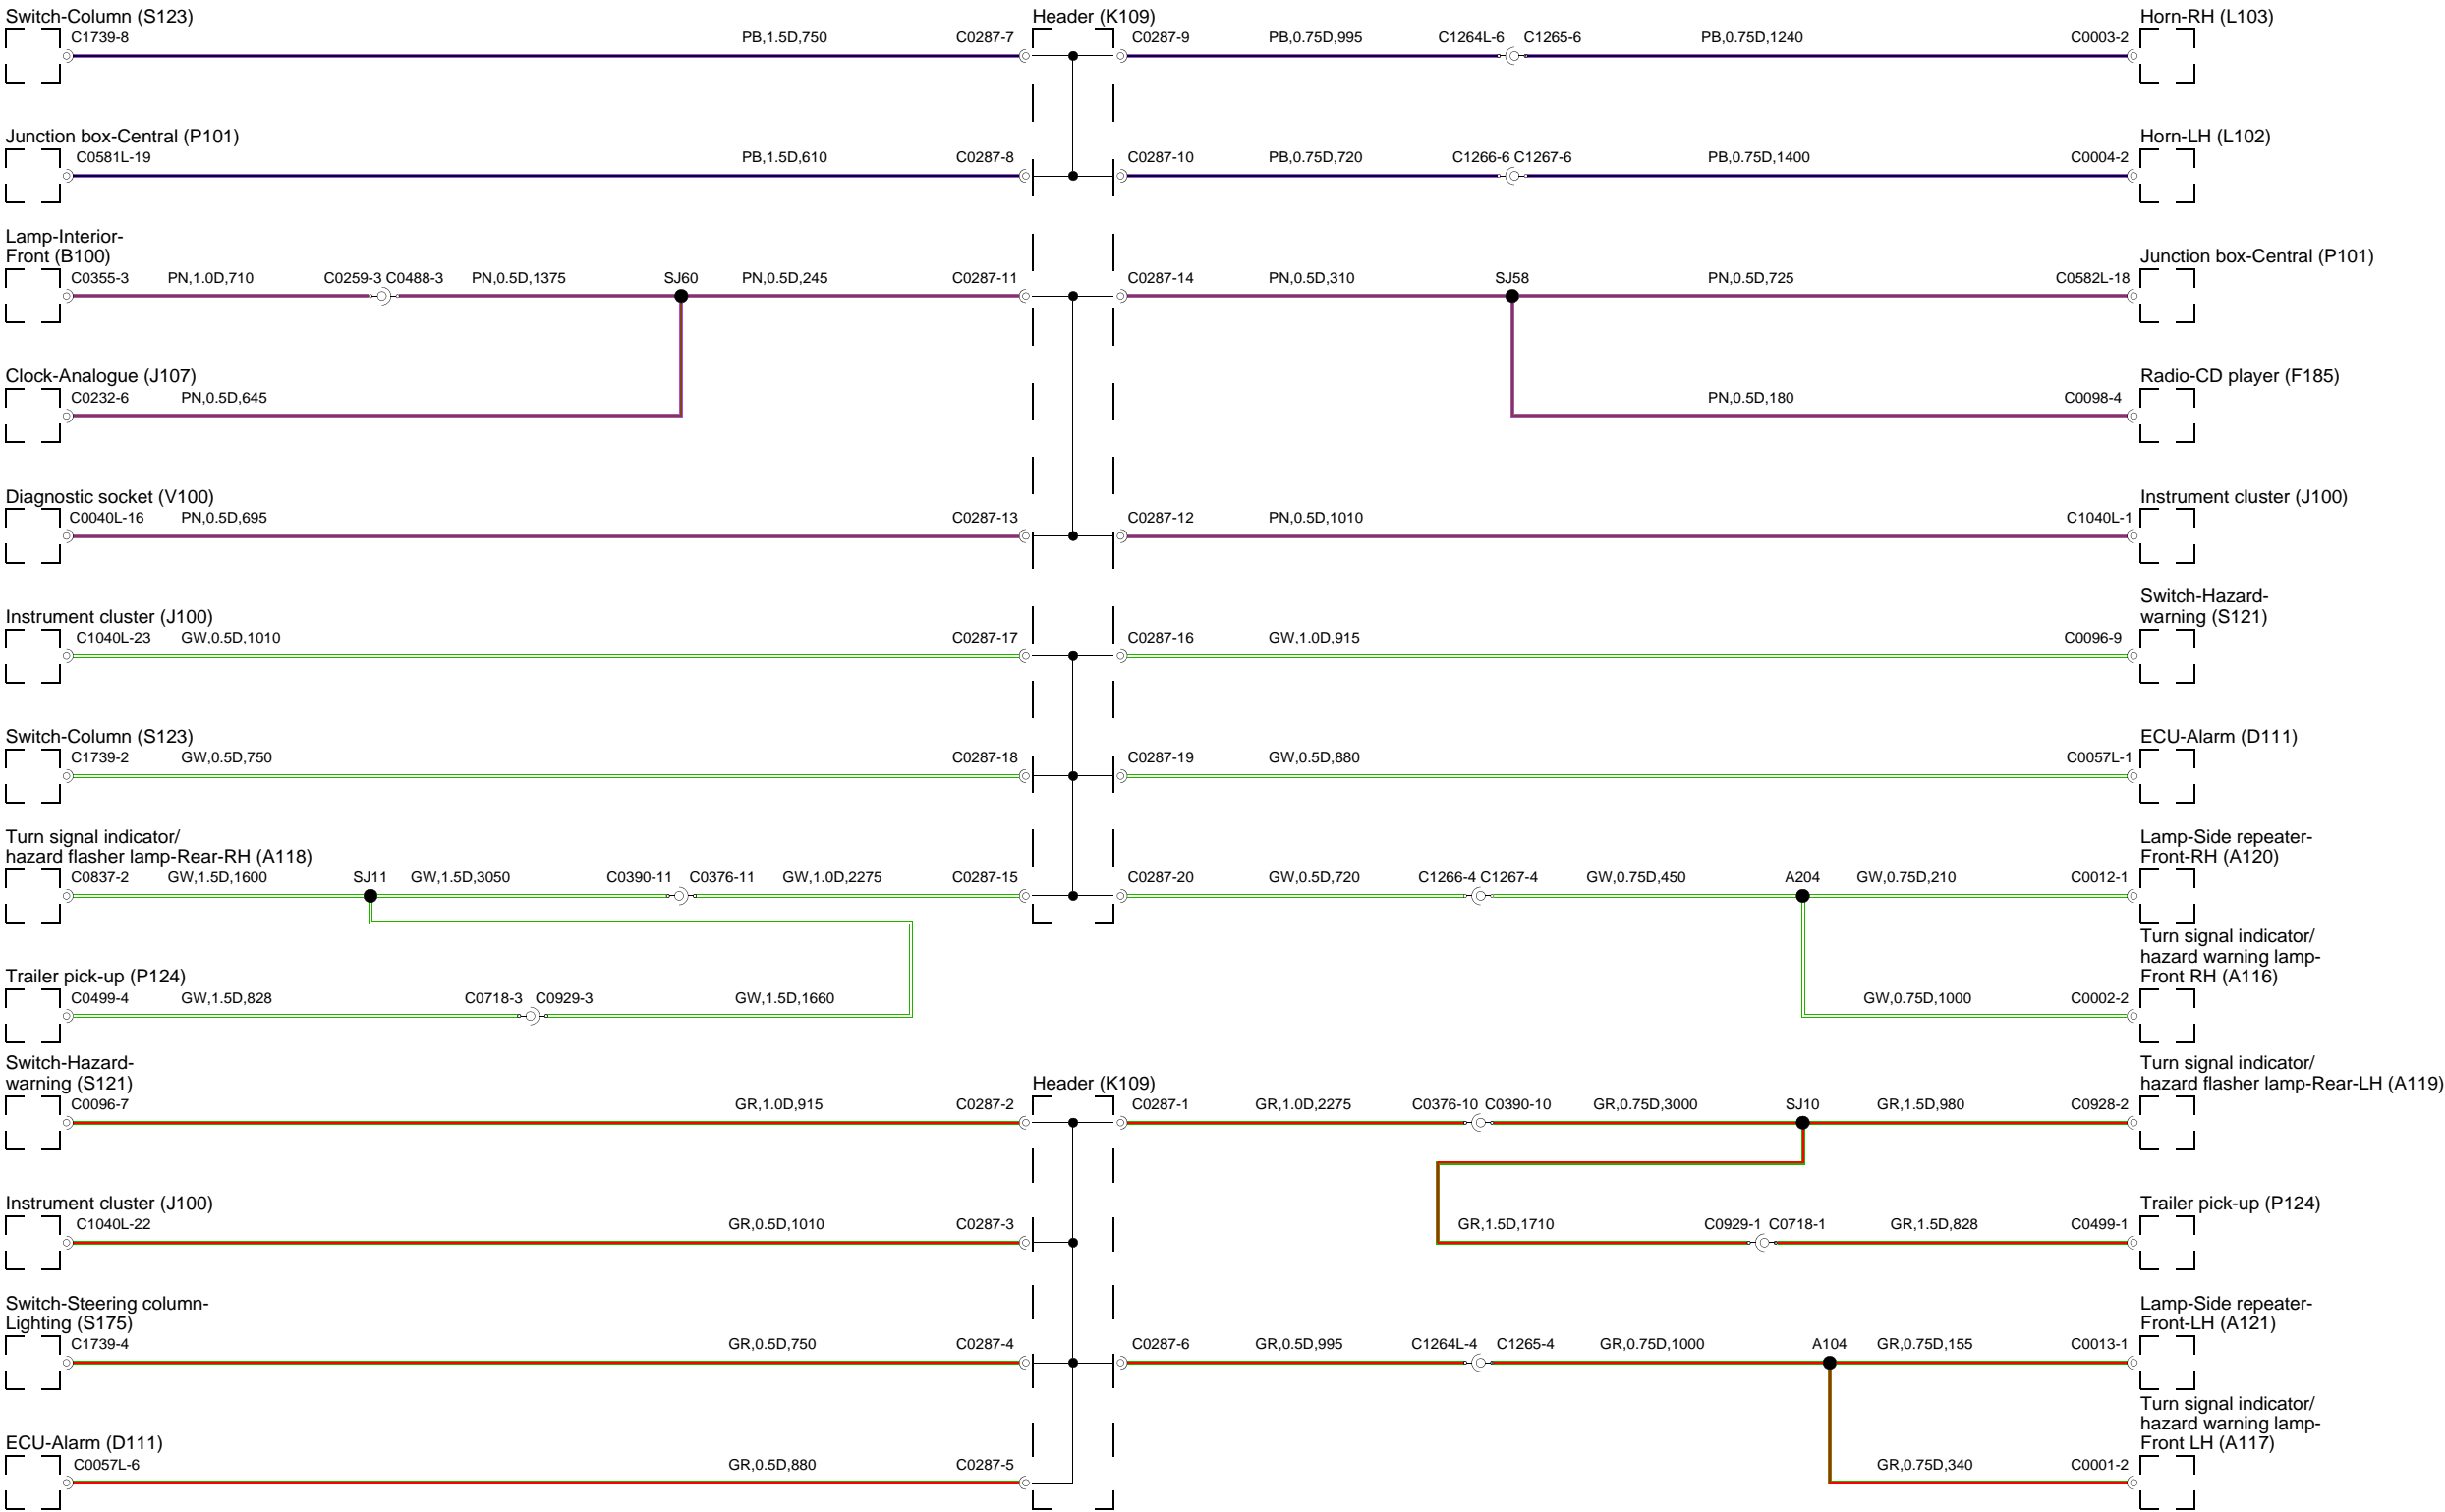 Switch-Column (S123)
Header (K109)
Horn-RH (L103)
C1739-8 PB,1.5D,750 C0287-7 C0287-9 PB,0.75D,995 C1264L-6 C1265-6 PB,0.75D,1240 C0003-2
Junction box-Central (P101)
Horn-LH (L102)
C0581L-19 PB,1.5D,610 C0287-8 C0287-10 PB,0.75D,720 C1266-6 C1267-6 PB,0.75D,1400 C0004-2
Lamp-Interior-
Front (B100)
Junction box-Central (P101)
C0355-3 PN,1.0D,710 C0259-3 C0488-3 PN,0.5D,1375 SJ60 PN,0.5D,245 C0287-11 C0287-14 PN,0.5D,310 SJ58 PN,0.5D,725 C0582L-18
Clock-Analogue (J107)
Radio-CD player (F185)
C0232-6 PN,0.5D,645 PN,0.5D,180 C0098-4
Diagnostic socket (V100)
Instrument cluster (J100)
C0040L-16 PN,0.5D,695 C0287-13 C0287-12 PN,0.5D,1010 C1040L-1
Instrument cluster (J100)
Switch-Hazard-
warning (S121)
C1040L-23 GW,0.5D,1010 C0287-17 C0287-16 GW,1.0D,915 C0096-9
Switch-Column (S123)
ECU-Alarm (D111)
C1739-2 GW,0.5D,750 C0287-18 C0287-19 GW,0.5D,880 C0057L-1
Turn signal indicator/
hazard flasher lamp-Rear-RH (A118)
Lamp-Side repeater-
Front-RH (A120)
C0837-2 GW,1.5D,1600 SJ11 GW,1.5D,3050 C0390-11 C0376-11 GW,1.0D,2275 C0287-15 C0287-20 GW,0.5D,720 C1266-4 C1267-4 GW,0.75D,450 A204 GW,0.75D,210 C0012-1
Trailer pick-up (P124)
Turn signal indicator/
hazard warning lamp-
Front RH (A116)
C0499-4 GW,1.5D,828 C0718-3 C0929-3 GW,1.5D,1660 GW,0.75D,1000 C0002-2
Switch-Hazard-
warning (S121)
Header (K109)
Turn signal indicator/
hazard flasher lamp-Rear-LH (A119)
C0096-7 GR,1.0D,915 C0287-2 C0287-1 GR,1.0D,2275 C0376-10 C0390-10 GR,0.75D,3000 SJ10 GR,1.5D,980 C0928-2
Instrument cluster (J100)
Trailer pick-up (P124)
C1040L-22 GR,0.5D,1010 C0287-3 GR,1.5D,1710 C0929-1 C0718-1 GR,1.5D,828 C0499-1
Switch-Steering column-
Lighting (S175)
Lamp-Side repeater-
Front-LH (A121)
C1739-4 GR,0.5D,750 C0287-4 C0287-6 GR,0.5D,995 C1264L-4 C1265-4 GR,0.75D,1000 A104 GR,0.75D,155 C0013-1
ECU-Alarm (D111)
Turn signal indicator/
hazard warning lamp-
Front LH (A117)
C0057L-6 GR,0.5D,880 C0287-5 GR,0.75D,340 C0001-2